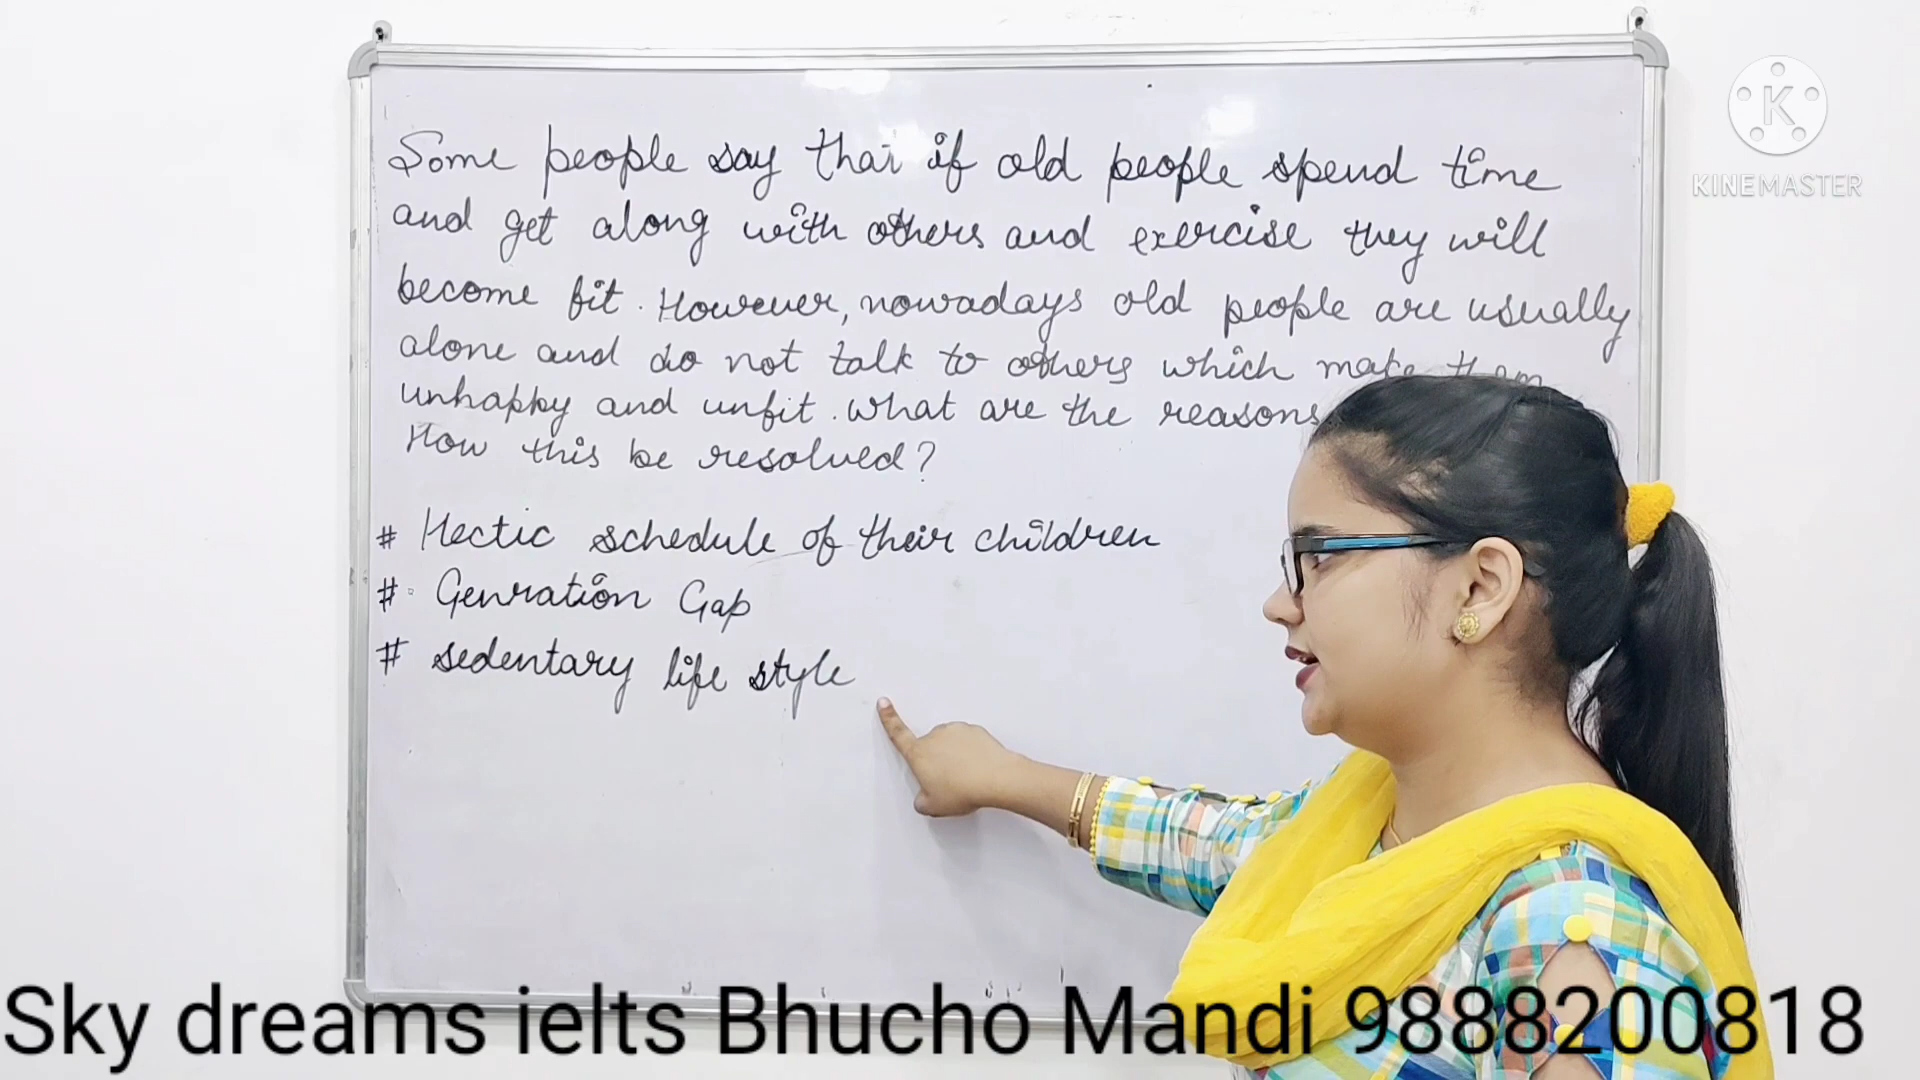 Some people say that if old people spend time
and get along with others and exercise they will
become fit. However, nowadays old people are usually
alone and do not talk to others which make them
unhappy and unfit. What are the reasons
How this be resolved?
# Hectic schedule of their children
# Genration Gap
# sedentary life style
K
KINEMASTER
Sky dreams ielts Bhucho Mandi 9888200818